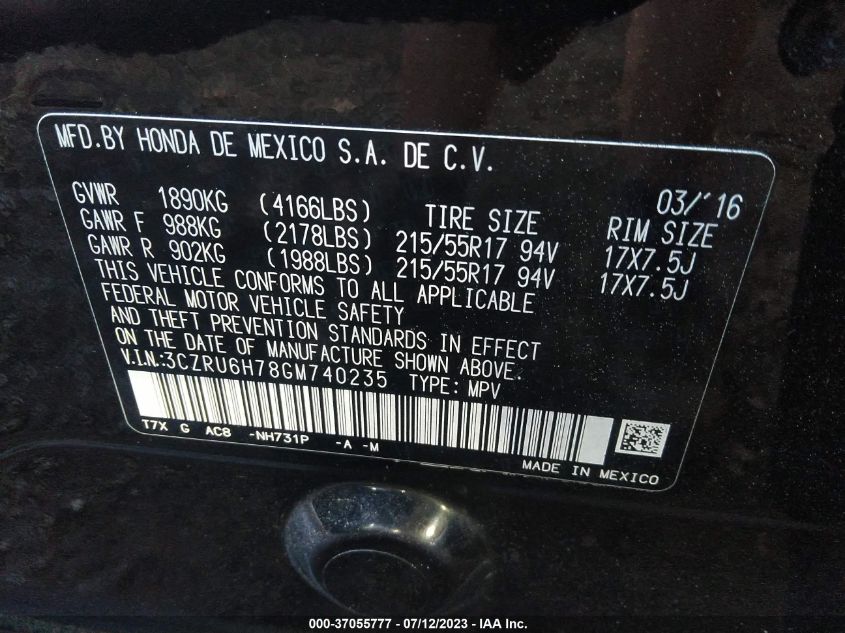 MFD.BY HONDA DE MEXICO S.A. DE C.V.
GVWR 1890KG (4166LBS) TIRE SIZE 03/´16
GAWR F 988KG (2178LBS) 215/55R17 94V RIM SIZE
GAWR R 902KG (1988LBS) 215/55R17 94V 17X7.5J
17X7.5J
THIS VEHICLE CONFORMS TO ALL APPLICABLE
FEDERAL MOTOR VEHICLE SAFETY
AND THEFT PREVENTION STANDARDS IN EFFECT
ON THE DATE OF MANUFACTURE SHOWN ABOVE.
V.I.N.:3CZRU6H78GM740235 TYPE: MPV
T7X G AC8 -NH731P -A -M
MADE IN MEXICO
000-37055777 - 07/12/2023 - IAA Inc.